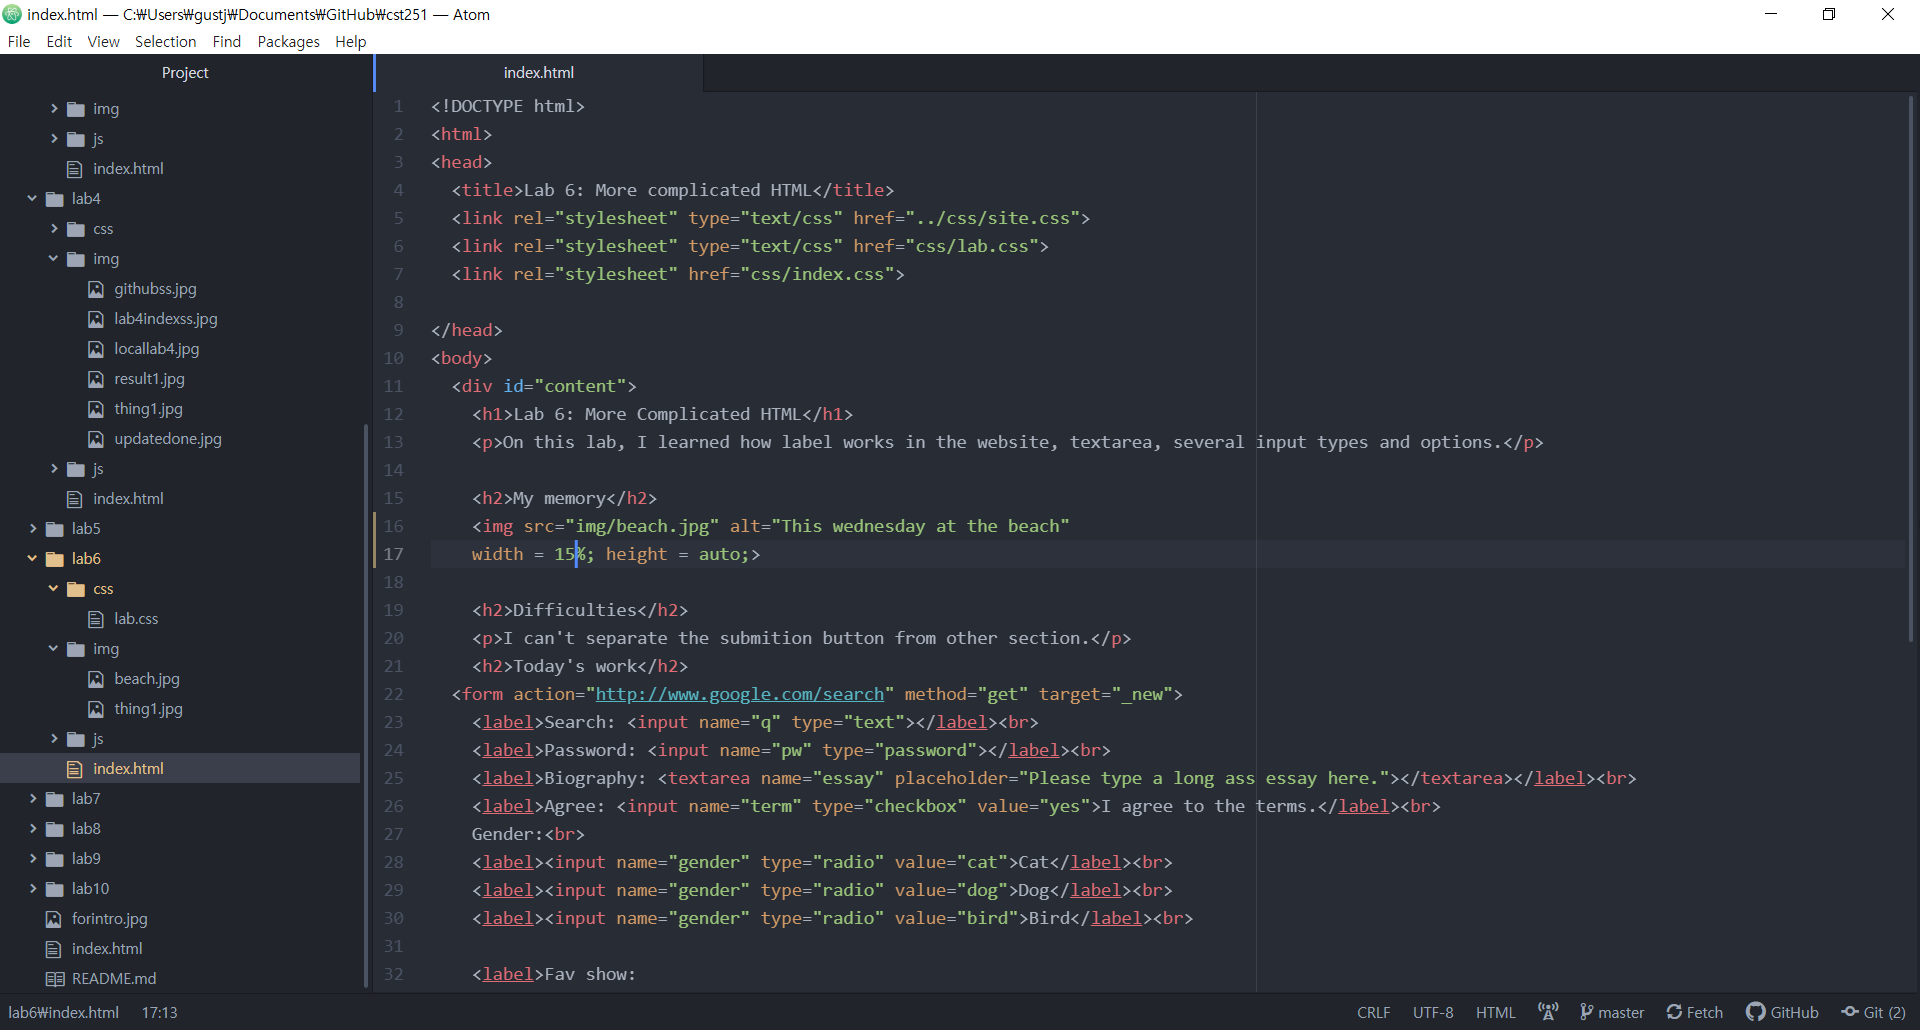 index.html — C:₩Users₩gustj₩Documents₩GitHub₩cst251 — Atom
File Edit View Selection Find Packages Help
Project
img
js
index.html
lab4
css
img
githubss.jpg
lab4indexss.jpg
locallab4.jpg
result1.jpg
thing1.jpg
updatedone.jpg
js
index.html
lab5
lab6
css
lab.css
img
beach.jpg
thing1.jpg
js
index.html
lab7
lab8
lab9
lab10
forintro.jpg
index.html
README.md
index.html
1 <!DOCTYPE html>
2 <html>
3 <head>
4 <title>Lab 6: More complicated HTML</title>
5 <link rel="stylesheet" type="text/css" href="../css/site.css">
6 <link rel="stylesheet" type="text/css" href="css/lab.css">
7 <link rel="stylesheet" href="css/index.css">
8
9 </head>
10 <body>
11 <div id="content">
12 <h1>Lab 6: More Complicated HTML</h1>
13 <p>On this lab, I learned how label works in the website, textarea, several input types and options.</p>
14
15 <h2>My memory</h2>
16 <img src="img/beach.jpg" alt="This wednesday at the beach"
17 width = 15%; height = auto;>
18
19 <h2>Difficulties</h2>
20 <p>I can't separate the submition button from other section.</p>
21 <h2>Today's work</h2>
22 <form action="http://www.google.com/search" method="get" target="_new">
23 <label>Search: <input name="q" type="text"></label><br>
24 <label>Password: <input name="pw" type="password"></label><br>
25 <label>Biography: <textarea name="essay" placeholder="Please type a long ass essay here."></textarea></label><br>
26 <label>Agree: <input name="term" type="checkbox" value="yes">I agree to the terms.</label><br>
27 Gender:<br>
28 <label><input name="gender" type="radio" value="cat">Cat</label><br>
29 <label><input name="gender" type="radio" value="dog">Dog</label><br>
30 <label><input name="gender" type="radio" value="bird">Bird</label><br>
31
32 <label>Fav show:
lab6₩index.html 17:13 CRLF UTF-8 HTML master Fetch GitHub Git (2)